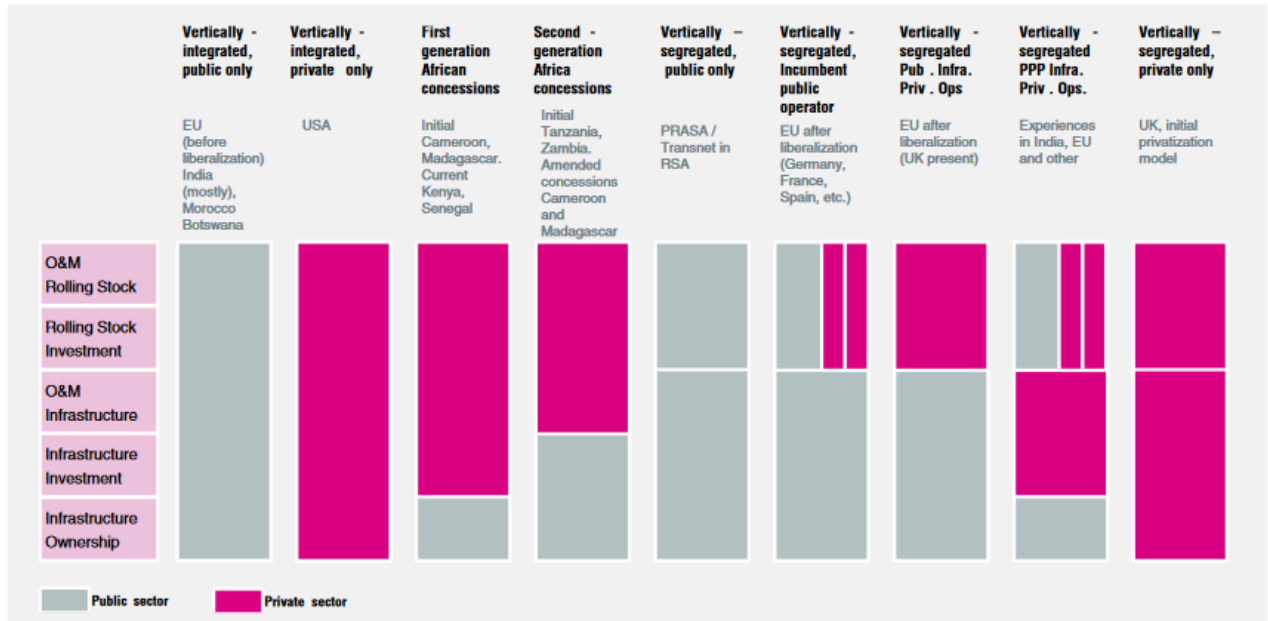 Vertically -
integrated,
public only
Vertically -
integrated,
private only
First
generation
African
concessions
Second -
generation
Africa
concessions
Vertically –
segregated,
public only
Vertically -
segregated,
Incumbent
public
operator
Vertically -
segregated
Pub . Infra.
Priv . Ops
Vertically -
segregated
PPP Infra.
Priv . Ops.
Vertically –
segregated,
private only
EU
(before
liberalization)
India
(mostly),
Morocco
Botswana
USA
Initial
Cameroon,
Madagascar.
Current
Kenya,
Senegal
Initial
Tanzania,
Zambia.
Amended
concessions
Cameroon
and
Madagascar
PRASA /
Transnet in
RSA
EU after
liberalization
(Germany,
France,
Spain, etc.)
EU after
liberalization
(UK present)
Experiences
in India, EU
and other
UK, initial
privatization
model
O&M
Rolling Stock
Rolling Stock
Investment
O&M
Infrastructure
Infrastructure
Investment
Infrastructure
Ownership
Public sector
Private sector